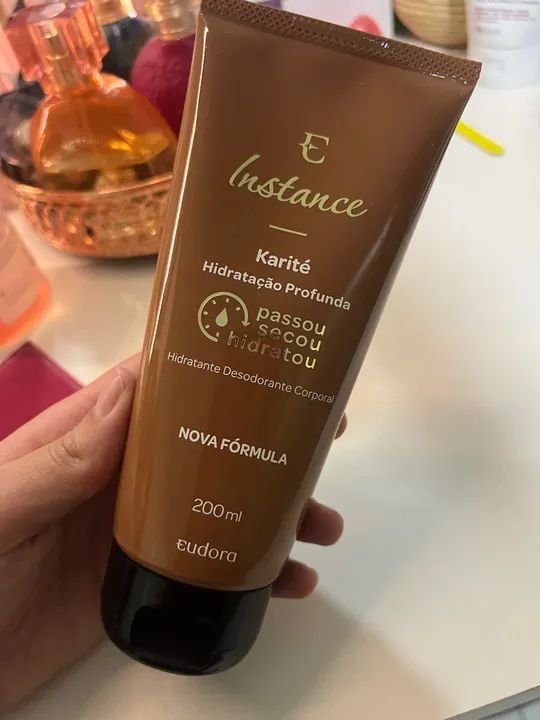 E
Instance
Karité
Hidratação Profunda
passou
secou
hidratou
Hidratante Desodorante Corporal
NOVA FÓRMULA
200ml
eudora